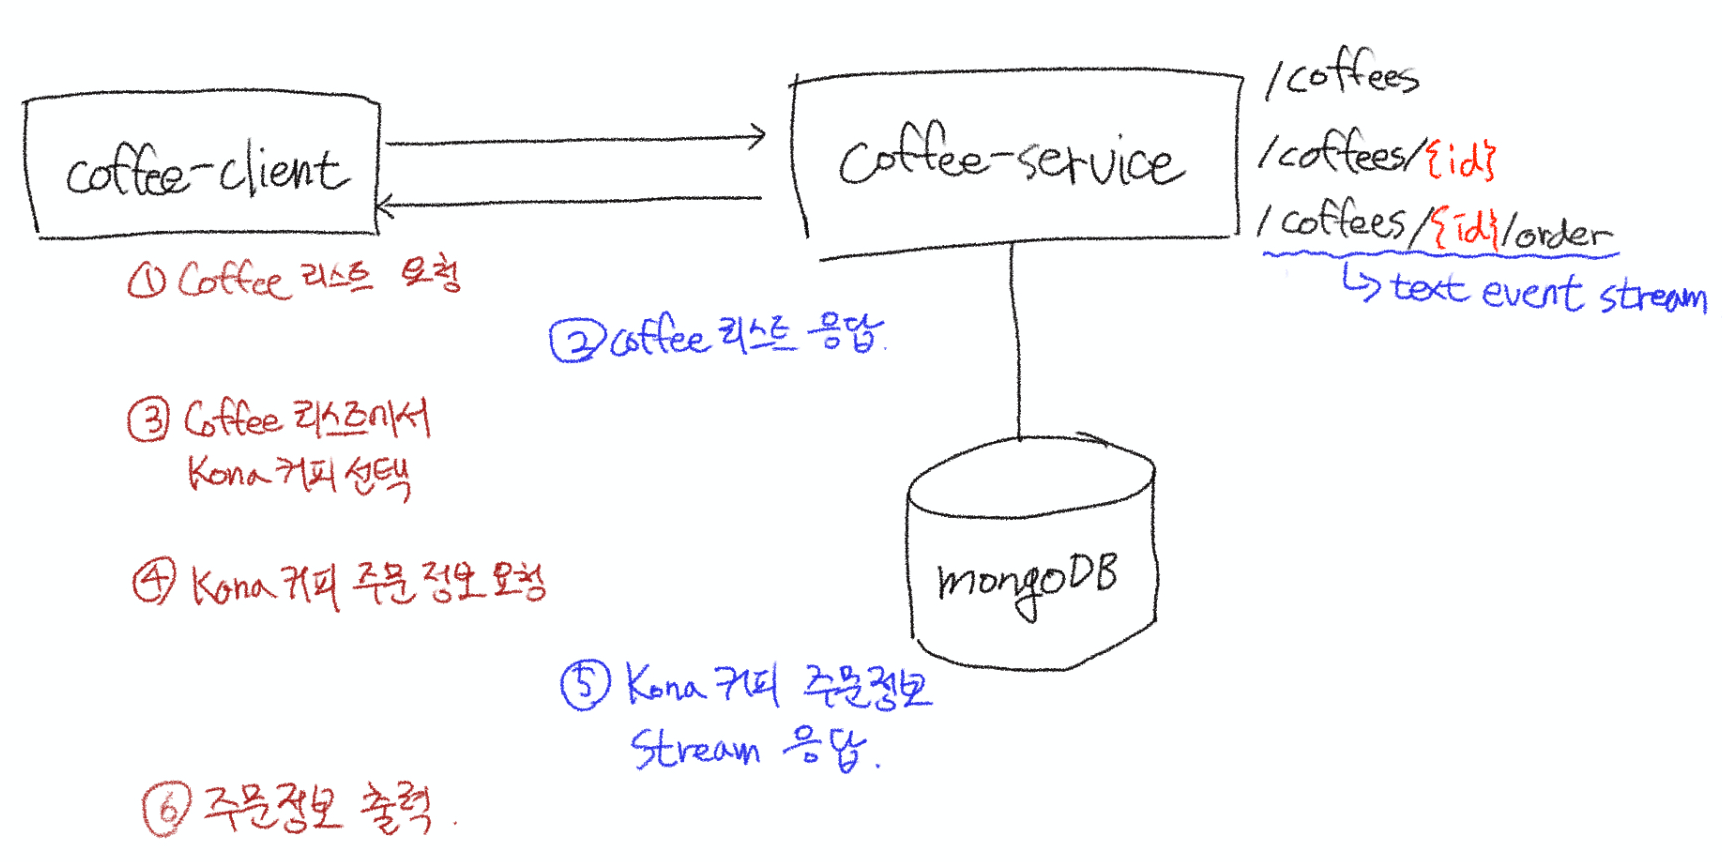 coffee-client
coffee-service
/coffees
/coffees/{id}
/coffees/{id}/order
↳ text event stream
① Coffee 리스트 요청
② coffee 리스트 응답.
③ Coffee 리스트에서
Kona 커피 선택
④ Kona 커피 주문 정보 요청
mongoDB
⑤ Kona 커피 주문정보
Stream 응답.
⑥ 주문정보 출력.